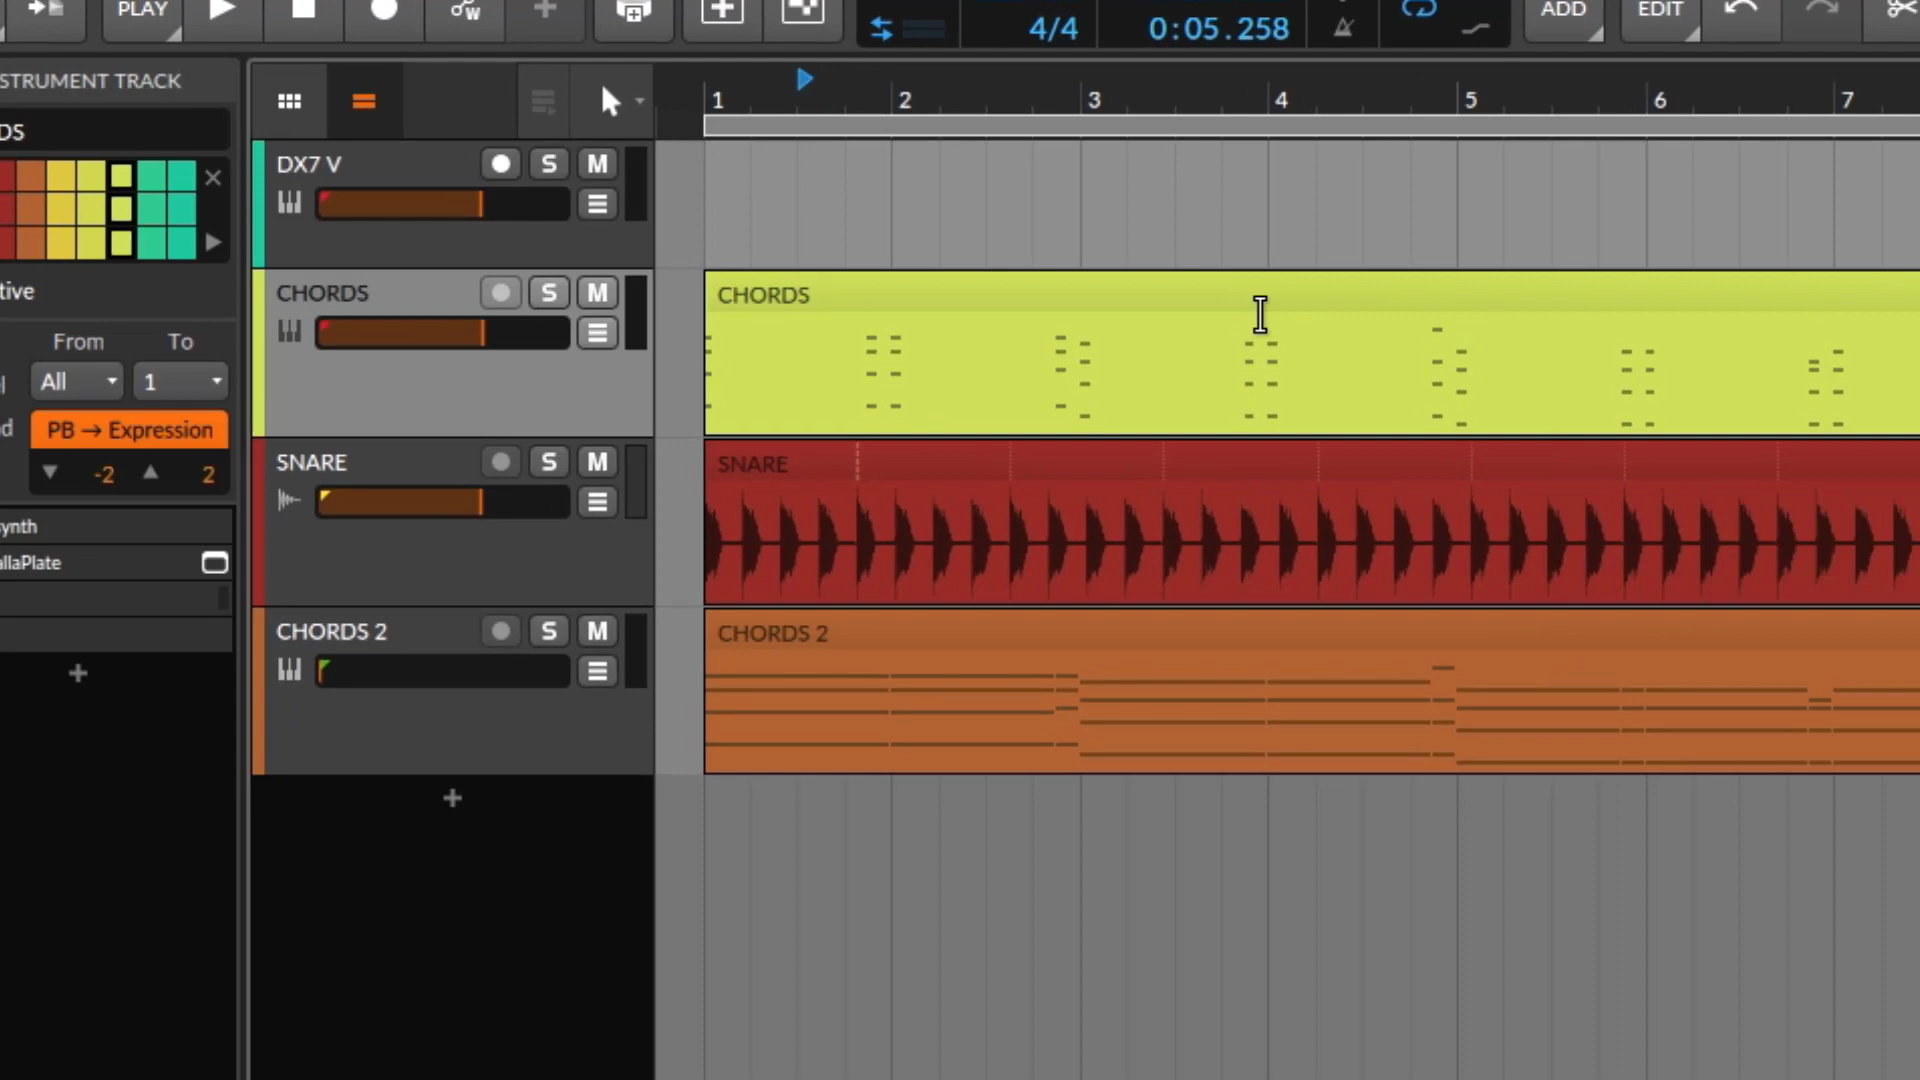 PLAY
4/4
0:05.258
ADD
EDIT
STRUMENT TRACK
DS
tive
From
To
All
1
PB → Expression
-2
2
ynth
allaPlate
1
2
3
4
5
6
7
DX7 V
S
M
CHORDS
S
M
CHORDS
SNARE
S
M
SNARE
CHORDS 2
S
M
CHORDS 2